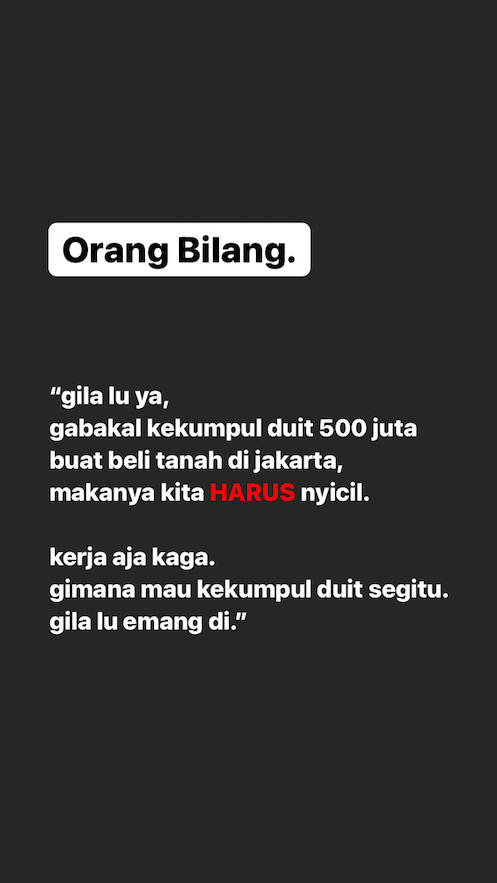 Orang Bilang.
“gila lu ya,
gabakal kekumpul duit 500 juta
buat beli tanah di jakarta,
makanya kita HARUS nyicil.
kerja aja kaga.
gimana mau kekumpul duit segitu.
gila lu emang di.”